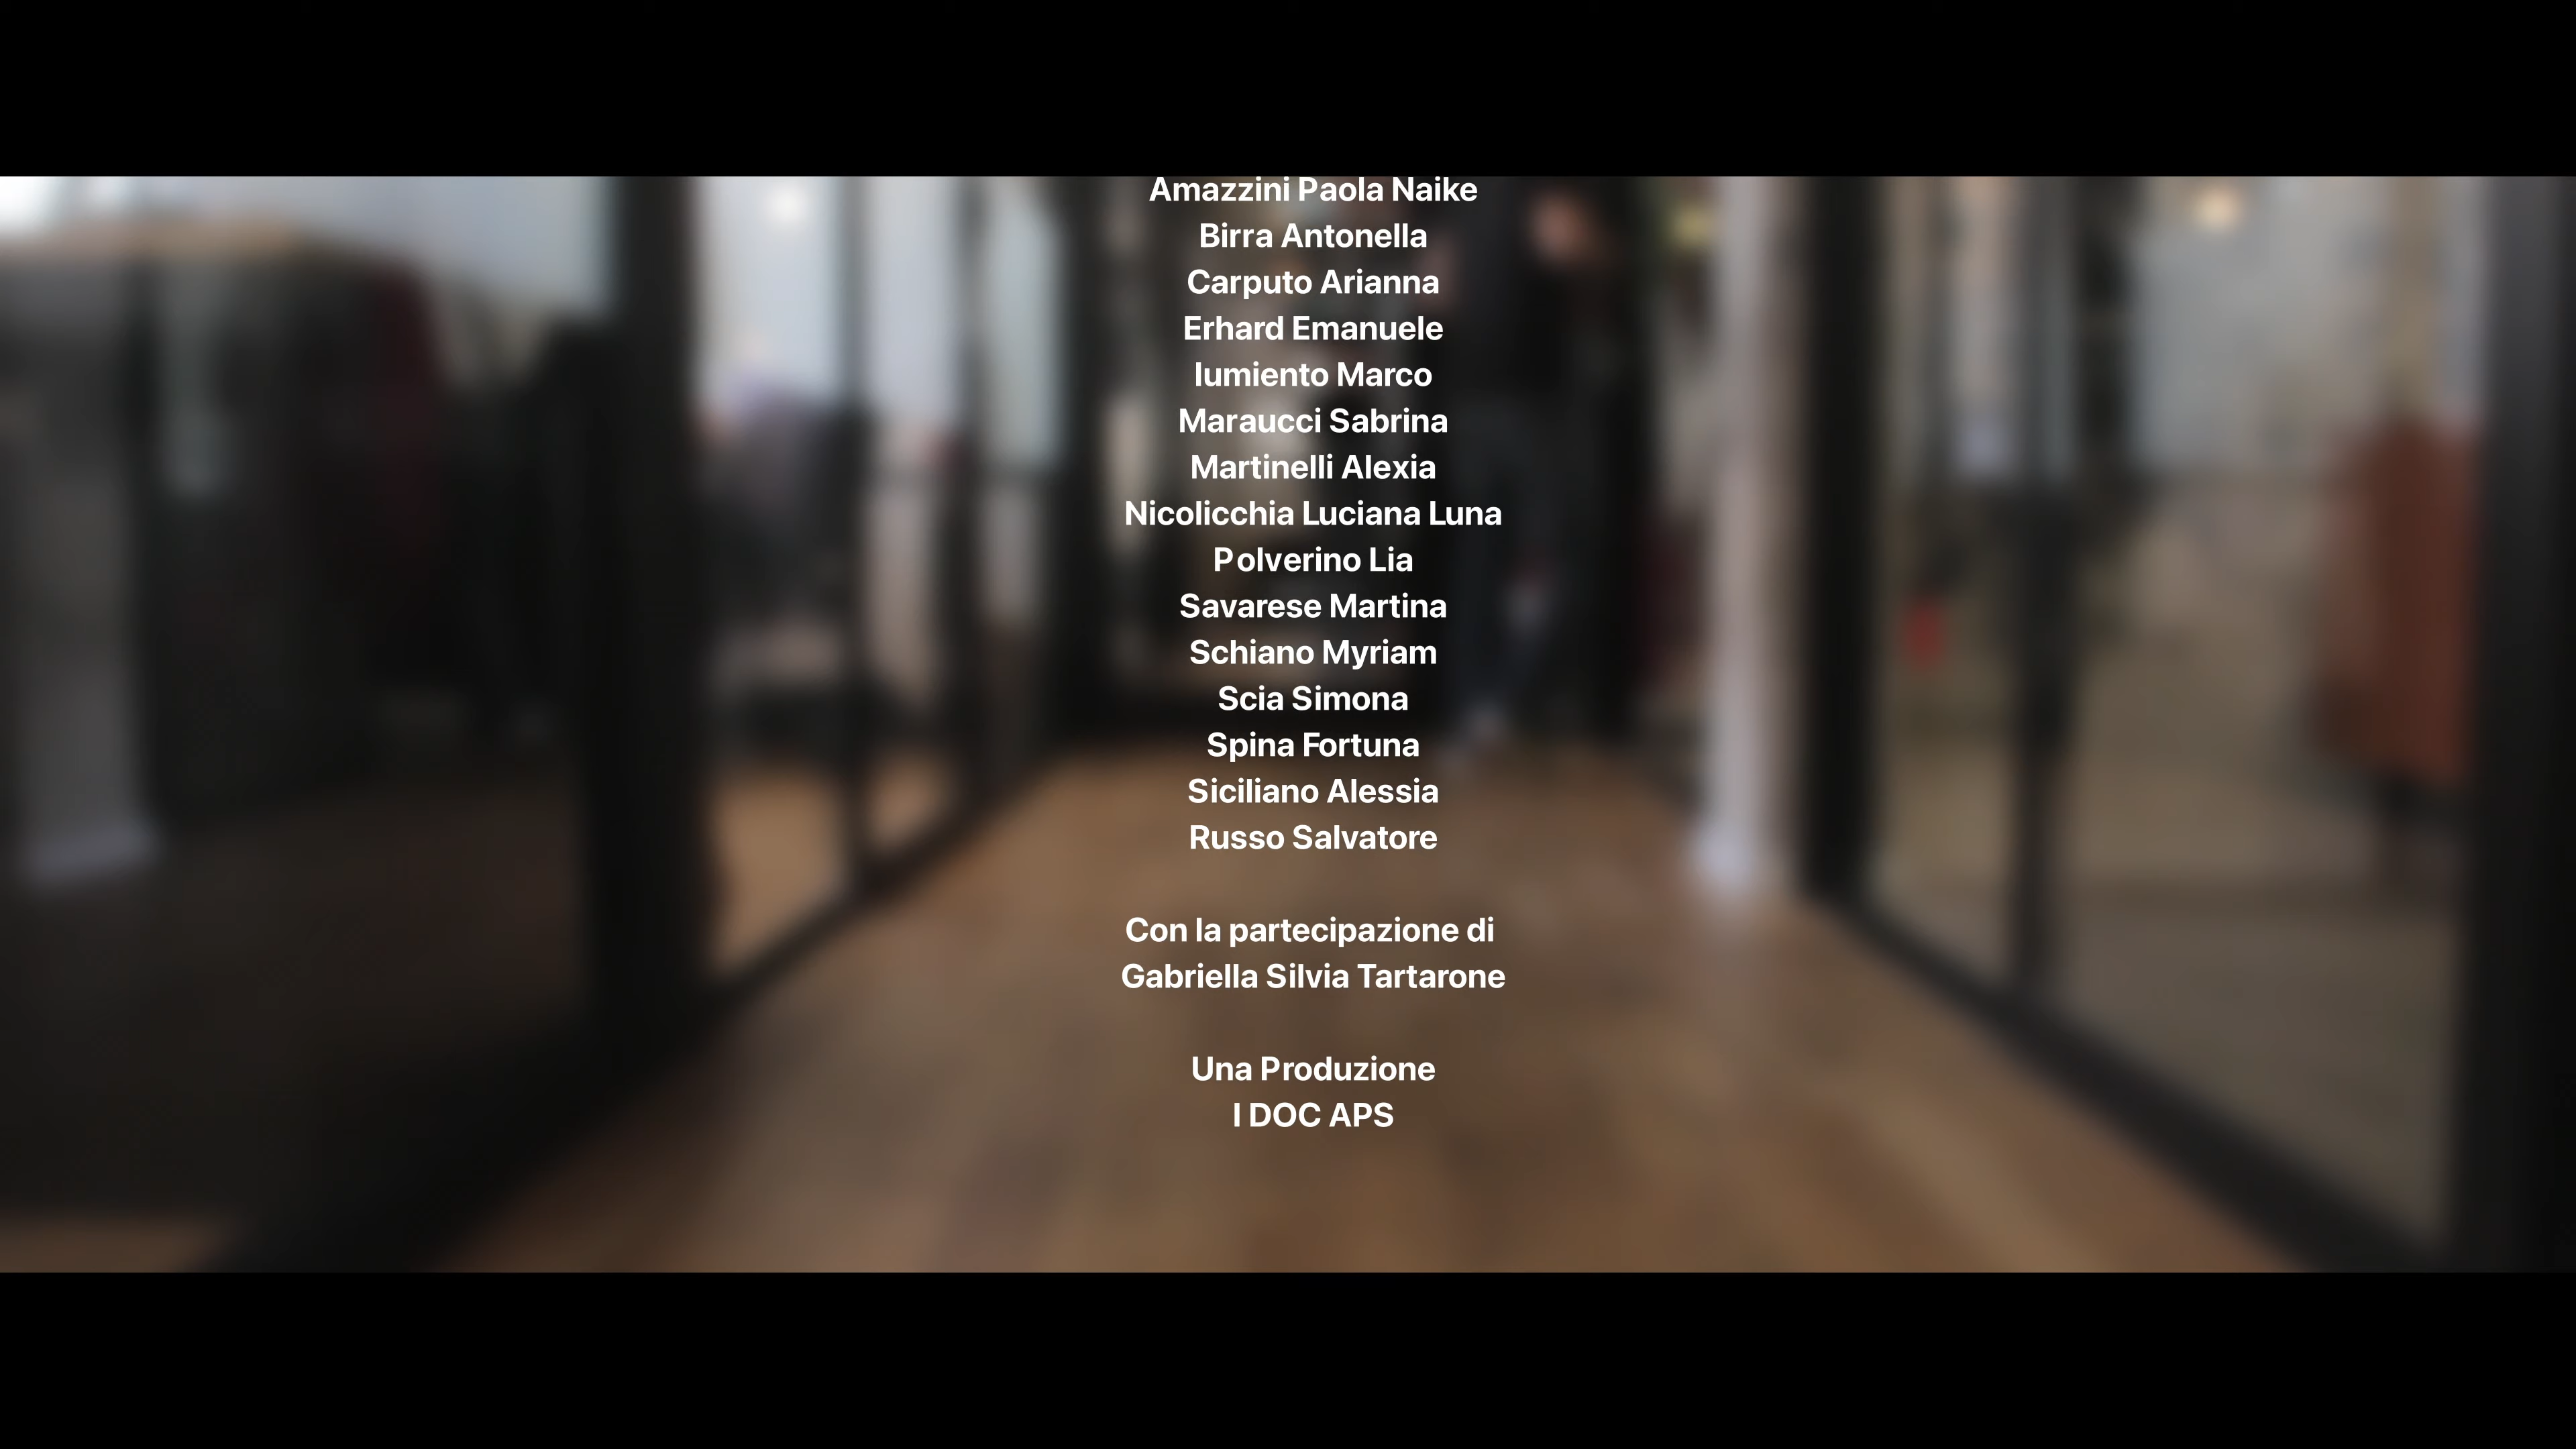 Amazzini Paola Naike
Birra Antonella
Carputo Arianna
Erhard Emanuele
Iumiento Marco
Maraucci Sabrina
Martinelli Alexia
Nicolicchia Luciana Luna
Polverino Lia
Savarese Martina
Schiano Myriam
Scia Simona
Spina Fortuna
Siciliano Alessia
Russo Salvatore
Con la partecipazione di
Gabriella Silvia Tartarone
Una Produzione
I DOC APS